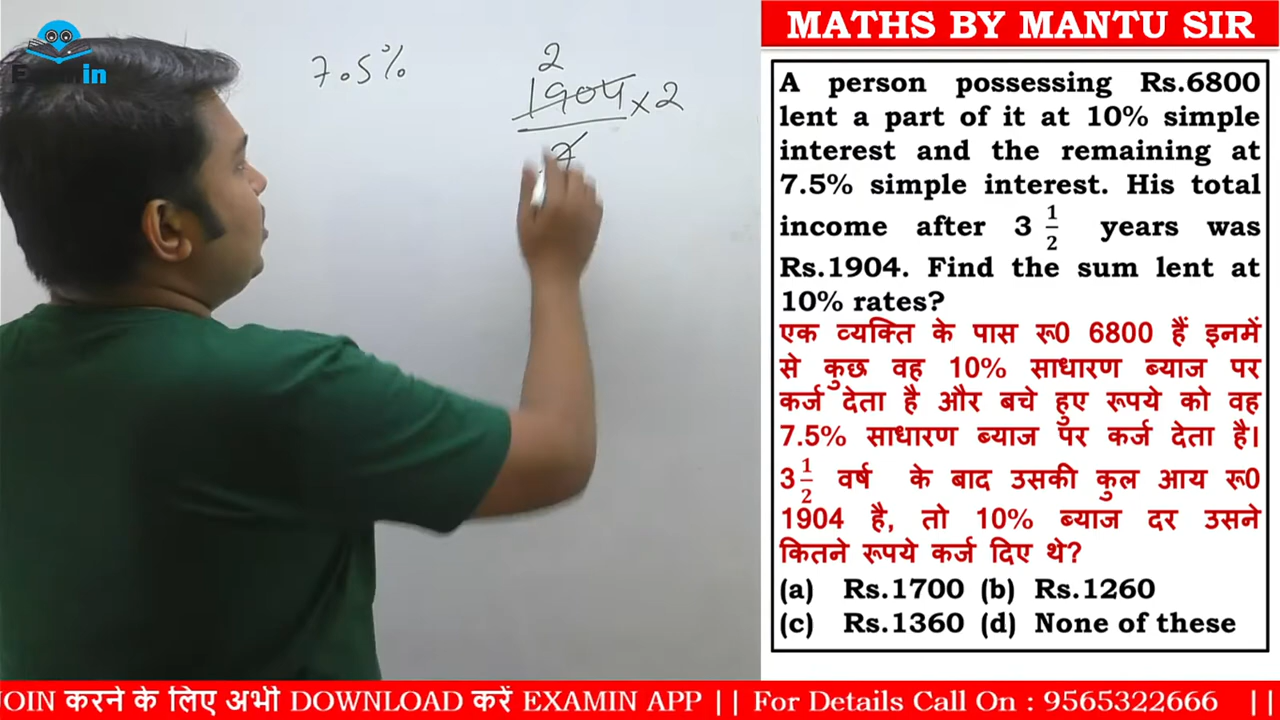 Examin
7.5%
2
1904 × 2
7
MATHS BY MANTU SIR
A person possessing Rs.6800
lent a part of it at 10% simple
interest and the remaining at
7.5% simple interest. His total
income after 3 1/2 years was
Rs.1904. Find the sum lent at
10% rates?
एक व्यक्ति के पास रू0 6800 हैं इनमें
से कुछ वह 10% साधारण ब्याज पर
कर्ज देता है और बचे हुए रूपये को वह
7.5% साधारण ब्याज पर कर्ज देता है।
3 1/2 वर्ष के बाद उसकी कुल आय रू0
1904 है, तो 10% ब्याज दर उसने
कितने रूपये कर्ज दिए थे?
(a) Rs.1700 (b) Rs.1260
(c) Rs.1360 (d) None of these
JOIN करने के लिए अभी DOWNLOAD करें EXAMIN APP || For Details Call On : 9565322666 ||